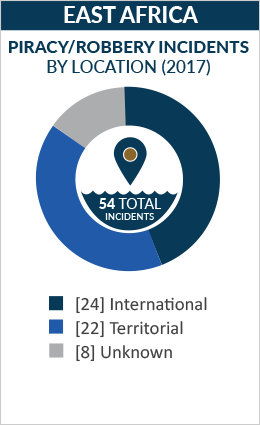 EAST AFRICA
PIRACY/ROBBERY INCIDENTS
BY LOCATION (2017)
54 TOTAL
INCIDENTS
[24] International
[22] Territorial
[8] Unknown